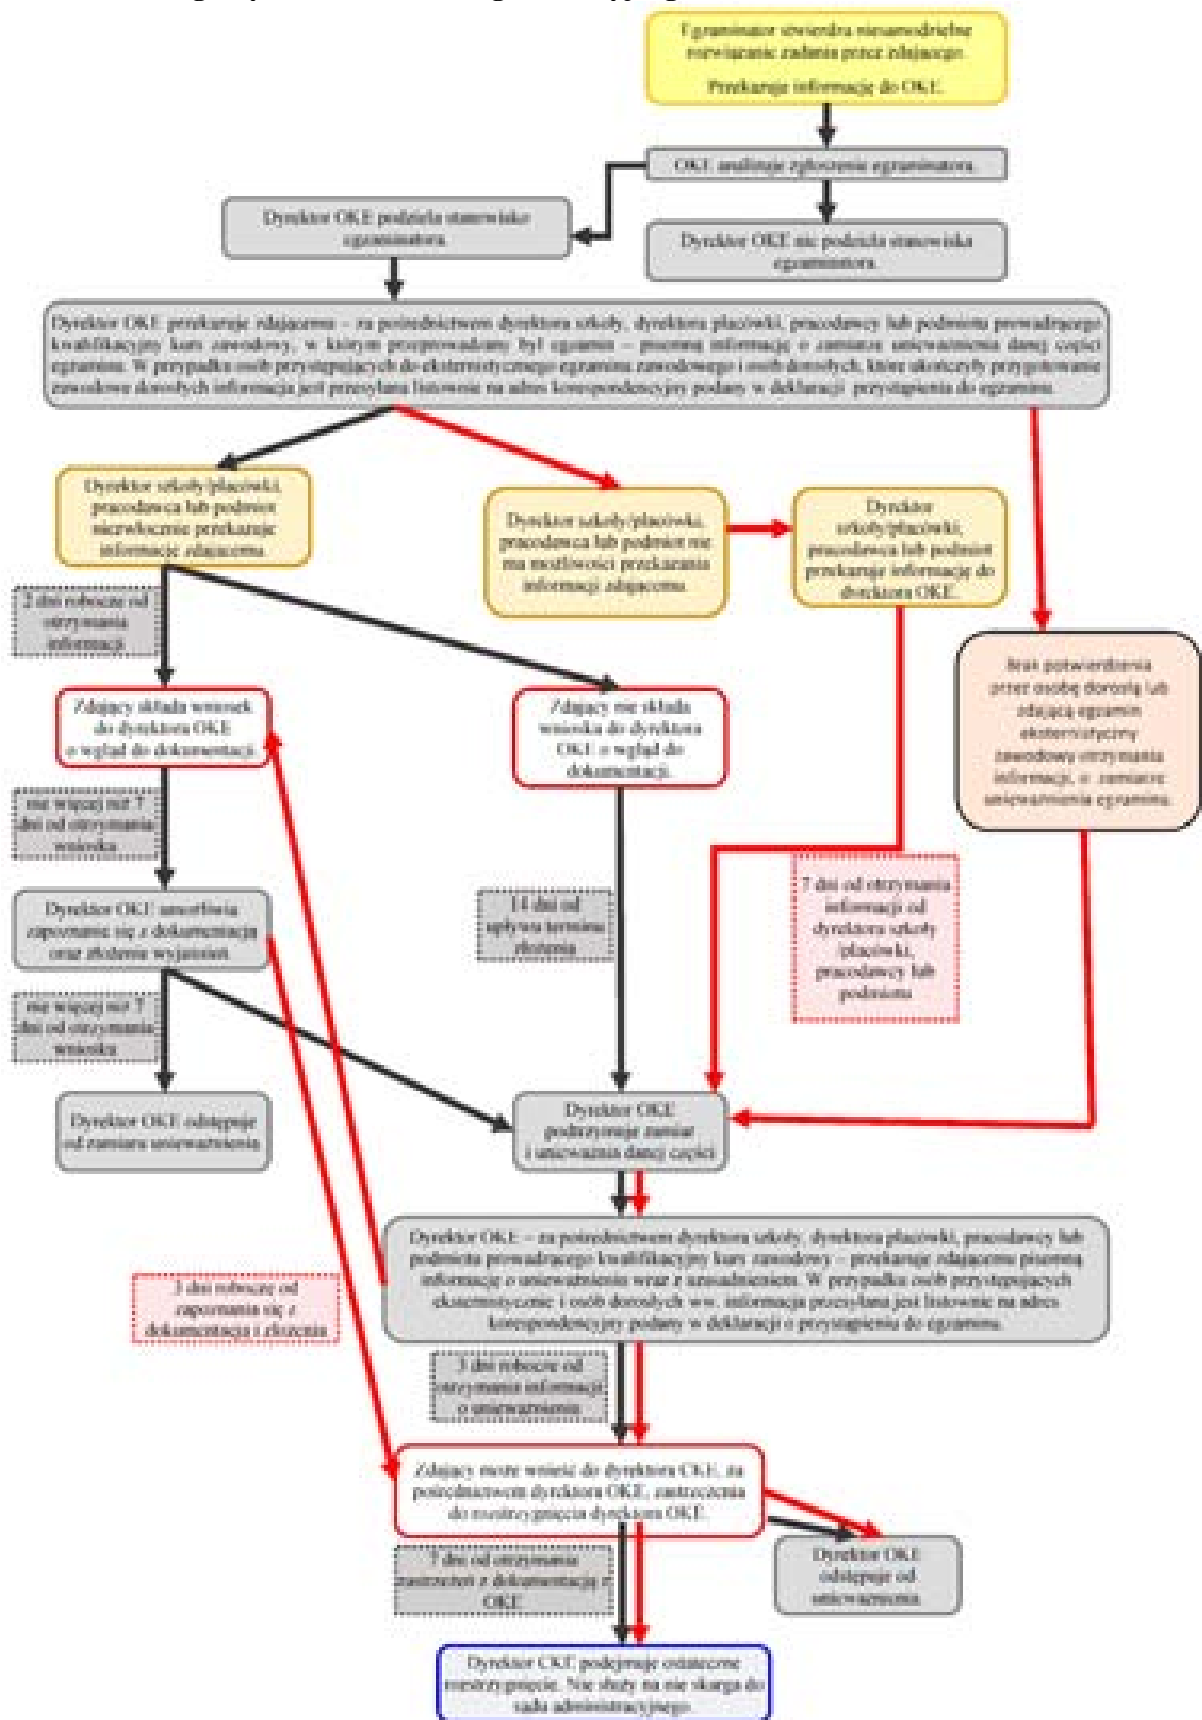 Egzaminator stwierdza niesamodzielne
rozwiązanie zadania przez zdającego.
Przekazuje informację do OKE.
OKE analizuje zgłoszenie egzaminatora.
Dyrektor OKE podziela stanowisko
egzaminatora.
Dyrektor OKE nie podziela stanowiska
egzaminatora.
Dyrektor OKE przekazuje zdającemu – za pośrednictwem dyrektora szkoły, dyrektora placówki, pracodawcy lub podmiotu prowadzącego
kwalifikacyjny kurs zawodowy, w którym przeprowadzany był egzamin – pisemną informację o zamiarze unieważnienia danej części
egzaminu. W przypadku osób przystępujących do eksternistycznego egzaminu zawodowego i osób dorosłych, które ukończyły przygotowanie
zawodowe dorosłych informacja jest przesyłana listownie na adres korespondencyjny podany w deklaracji przystąpienia do egzaminu.
Dyrektor szkoły/placówki,
pracodawca lub podmiot
niezwłocznie przekazuje
informację zdającemu.
Dyrektor szkoły/placówki,
pracodawca lub podmiot nie
ma możliwości przekazania
informacji zdającemu.
Dyrektor
szkoły/placówki,
pracodawca lub podmiot
przekazuje informację do
dyrektora OKE.
2 dni robocze od
otrzymania
informacji
Brak potwierdzenia
przez osobę dorosłą lub
zdającą egzamin
eksternistyczny
zawodowy otrzymania
informacji, o zamiarze
unieważnienia egzaminu.
Zdający składa wniosek
do dyrektora OKE
o wgląd do dokumentacji.
Zdający nie składa
wniosku do dyrektora
OKE o wgląd do
dokumentacji.
nie więcej niż 7
dni od otrzymania
wniosku
7 dni od otrzymania
informacji od
dyrektora szkoły
/placówki,
pracodawcy lub
podmiotu
Dyrektor OKE umożliwia
zapoznanie się z dokumentacją
oraz złożenie wyjaśnień.
14 dni od
upływu terminu
złożenia
nie więcej niż 7
dni od otrzymania
wniosku
Dyrektor OKE odstępuje
od zamiaru unieważnienia.
Dyrektor OKE
podtrzymuje zamiar
i unieważnia danej części
Dyrektor OKE – za pośrednictwem dyrektora szkoły, dyrektora placówki, pracodawcy lub
podmiotu prowadzącego kwalifikacyjny kurs zawodowy – przekazuje zdającemu pisemną
informację o unieważnieniu wraz z uzasadnieniem. W przypadku osób przystępujących
eksternistycznie i osób dorosłych ww. informacja przesyłana jest listownie na adres
korespondencyjny podany w deklaracji o przystąpieniu do egzaminu.
3 dni robocze od
zapoznania się z
dokumentacją i złożenia
3 dni robocze od
otrzymania informacji
o unieważnieniu
Zdający może wnieść do dyrektora CKE, za
pośrednictwem dyrektora OKE, zastrzeżenia
do rozstrzygnięcia dyrektora OKE.
7 dni od otrzymania
zastrzeżeń z dokumentacją z
OKE
Dyrektor OKE
odstępuje od
unieważnienia
Dyrektor CKE podejmuje ostateczne
rozstrzygnięcie. Nie służy na nie skarga do
sądu administracyjnego.